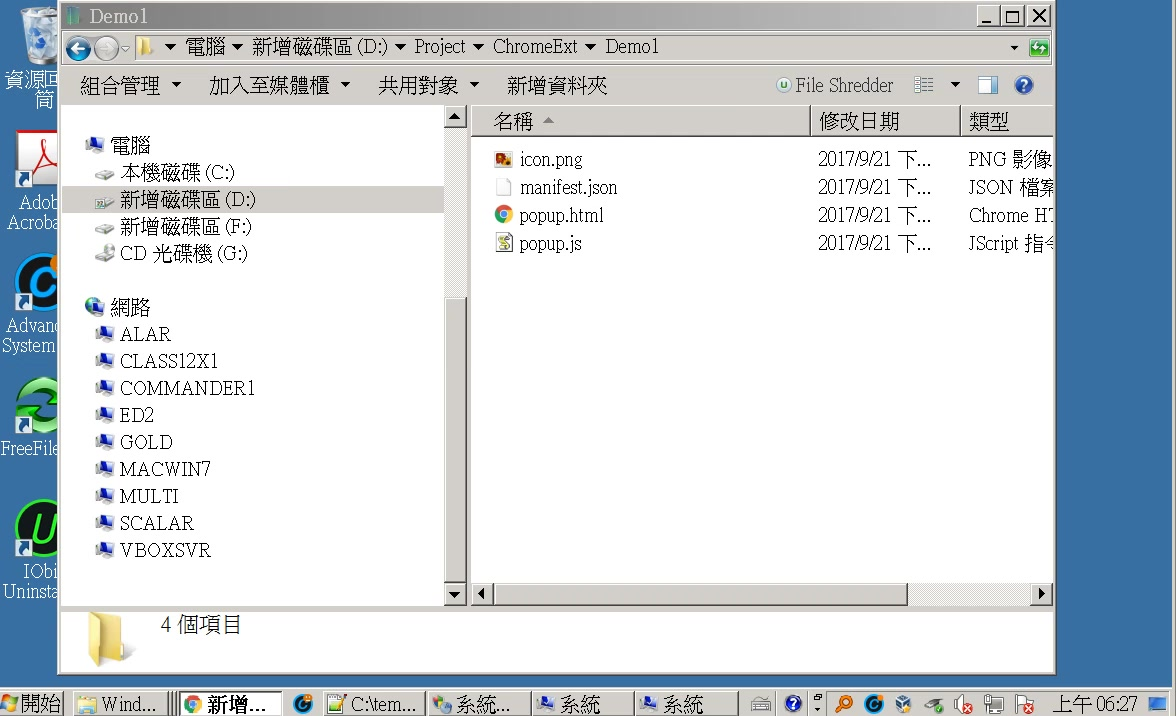 Demo1
電腦 新增磁碟區 (D:) Project ChromeExt Demo1
組合管理 加入至媒體櫃 共用對象 新增資料夾 File Shredder
名稱 修改日期 類型
電腦
本機磁碟 (C:)
新增磁碟區 (D:)
新增磁碟區 (F:)
CD 光碟機 (G:)
網路
ALAR
CLASS12X1
COMMANDER1
ED2
GOLD
MACWIN7
MULTI
SCALAR
VBOXSVR
icon.png 2017/9/21 下... PNG 影像
manifest.json 2017/9/21 下... JSON 檔案
popup.html 2017/9/21 下... Chrome HT
popup.js 2017/9/21 下... JScript 指令
4 個項目
資源回
筒
Adob
Acroba
Advan
System
FreeFile
IObi
Uninsta
開始 Wind... 新增... C:\tem... 系統... 系統 系統 上午 06:27